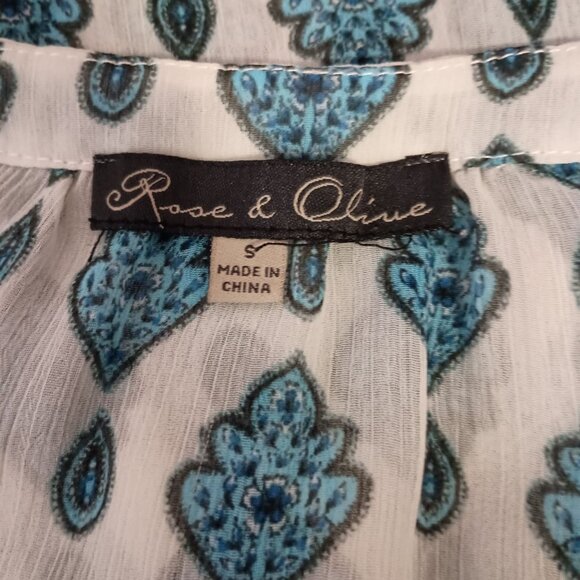 Rose & Olive
S
MADE IN
CHINA